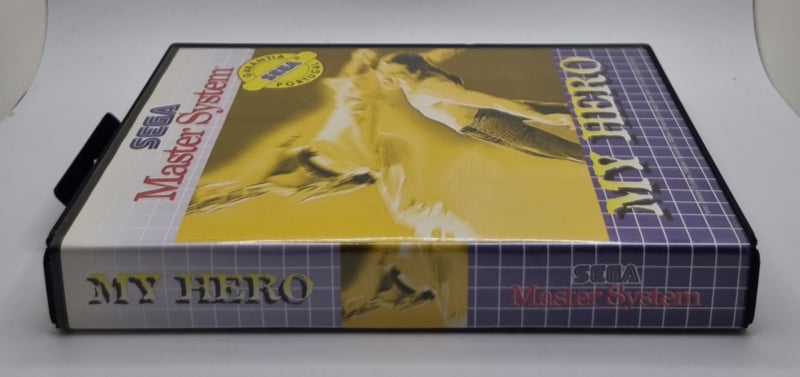 SEGA
Master System
GARANTIA
SEGA®
PORTUGAL
MY HERO
MY HERO
SEGA
Master System